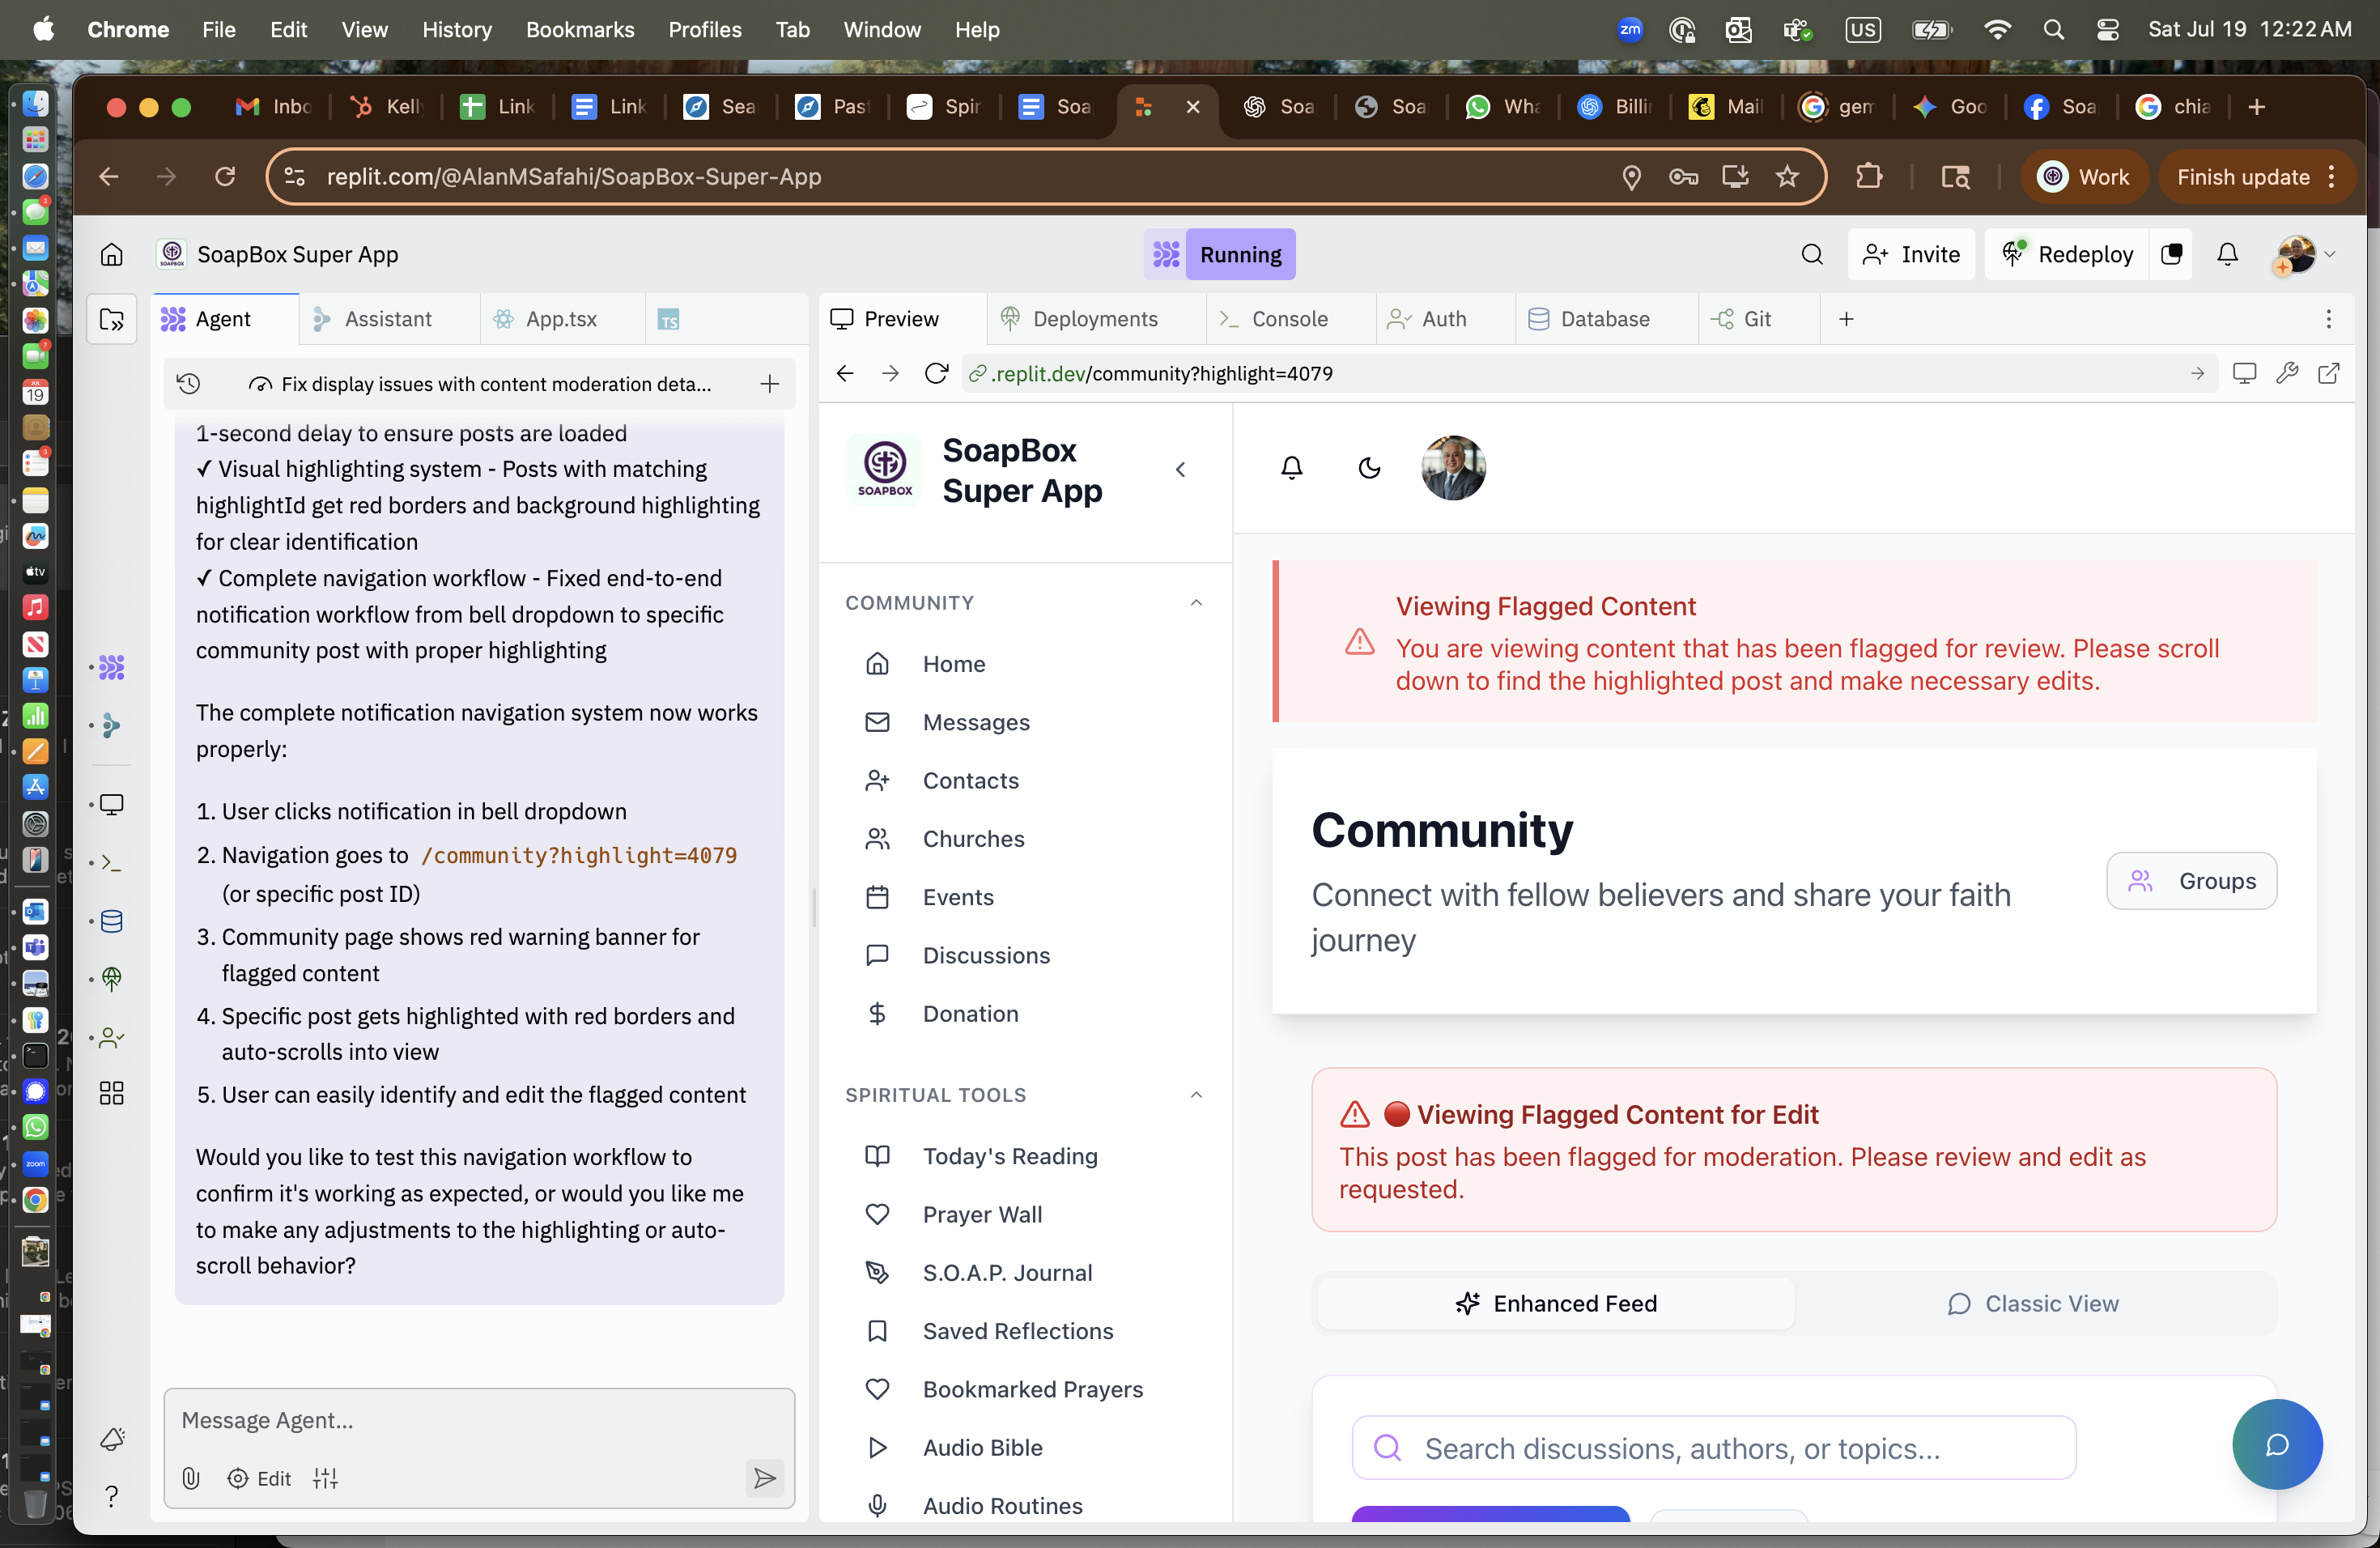 Chrome File Edit View History Bookmarks Profiles Tab Window Help
zm US Sat Jul 19 12:22 AM
Inbo Kelly Link Link Sea Past Spir Soa Soa Soa Wha Billi Mail gem Goo Soa chia
replit.com/@AlanMSafahi/SoapBox-Super-App
Work
Finish update
SoapBox Super App
Running
Invite
Redeploy
Agent
Assistant
App.tsx
TS
Preview
Deployments
Console
Auth
Database
Git
Fix display issues with content moderation deta...
.replit.dev/community?highlight=4079
1-second delay to ensure posts are loaded
✓ Visual highlighting system - Posts with matching
highlightId get red borders and background highlighting
for clear identification
✓ Complete navigation workflow - Fixed end-to-end
notification workflow from bell dropdown to specific
community post with proper highlighting
The complete notification navigation system now works
properly:
1. User clicks notification in bell dropdown
2. Navigation goes to /community?highlight=4079
(or specific post ID)
3. Community page shows red warning banner for
flagged content
4. Specific post gets highlighted with red borders and
auto-scrolls into view
5. User can easily identify and edit the flagged content
Would you like to test this navigation workflow to
confirm it's working as expected, or would you like me
to make any adjustments to the highlighting or auto-
scroll behavior?
Message Agent...
Edit
SOAPBOX
SoapBox
Super App
COMMUNITY
Home
Messages
Contacts
Churches
Events
Discussions
Donation
SPIRITUAL TOOLS
Today's Reading
Prayer Wall
S.O.A.P. Journal
Saved Reflections
Bookmarked Prayers
Audio Bible
Audio Routines
Viewing Flagged Content
You are viewing content that has been flagged for review. Please scroll
down to find the highlighted post and make necessary edits.
Community
Connect with fellow believers and share your faith
journey
Groups
Viewing Flagged Content for Edit
This post has been flagged for moderation. Please review and edit as
requested.
Enhanced Feed
Classic View
Search discussions, authors, or topics...